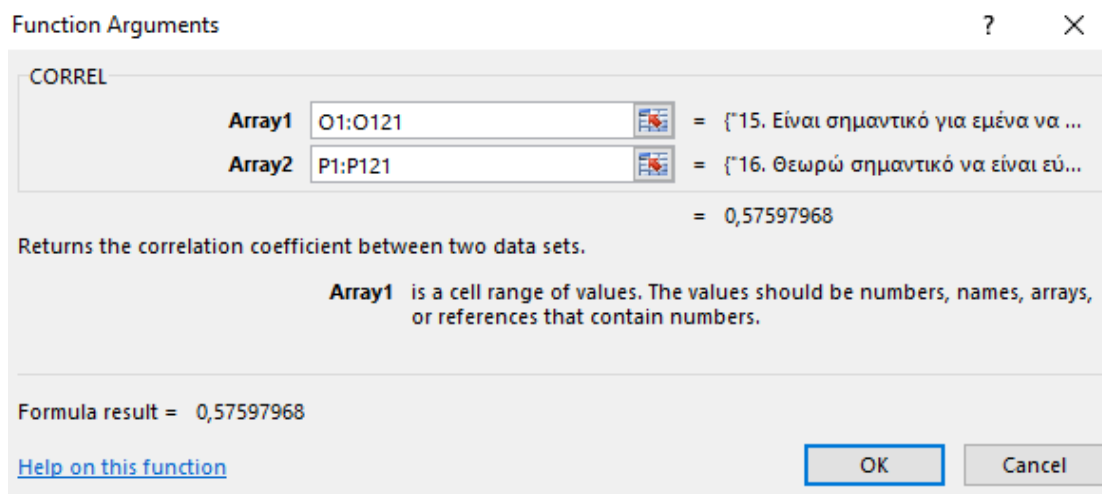 Function Arguments ? ×
CORREL
Array1 O1:O121 = {"15. Είναι σημαντικό για εμένα να ...
Array2 P1:P121 = {"16. Θεωρώ σημαντικό να είναι εύ...
= 0,57597968
Returns the correlation coefficient between two data sets.
Array1 is a cell range of values. The values should be numbers, names, arrays,
or references that contain numbers.
Formula result = 0,57597968
Help on this function OK Cancel